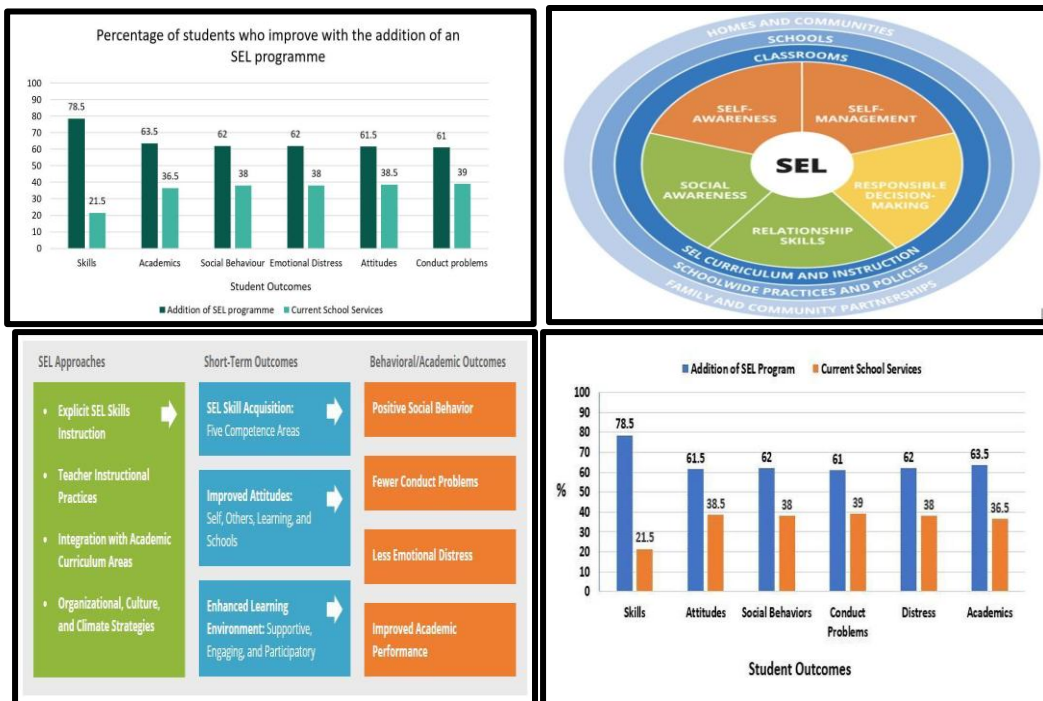 Percentage of students who improve with the addition of an
SEL programme
100
90
80
70
60
50
40
30
20
10
0
78.5
21.5
63.5
36.5
62
38
62
38
61.5
38.5
61
39
Skills
Academics
Social Behaviour
Emotional Distress
Attitudes
Conduct problems
Student Outcomes
Addition of SEL programme
Current School Services
HOMES AND COMMUNITIES
SCHOOLS
CLASSROOMS
SELF-
AWARENESS
SELF-
MANAGEMENT
SEL
SOCIAL
AWARENESS
RESPONSIBLE
DECISION-
MAKING
RELATIONSHIP
SKILLS
SEL CURRICULUM AND INSTRUCTION
SCHOOLWIDE PRACTICES AND POLICIES
FAMILY AND COMMUNITY PARTNERSHIPS
SEL Approaches
• Explicit SEL Skills
Instruction
• Teacher Instructional
Practices
• Integration with Academic
Curriculum Areas
• Organizational, Culture,
and Climate Strategies
Short-Term Outcomes
SEL Skill Acquisition:
Five Competence Areas
Improved Attitudes:
Self, Others, Learning, and
Schools
Enhanced Learning
Environment: Supportive,
Engaging, and Participatory
Behavioral/Academic Outcomes
Positive Social Behavior
Fewer Conduct Problems
Less Emotional Distress
Improved Academic
Performance
Addition of SEL Program
Current School Services
%
100
90
80
70
60
50
40
30
20
10
0
78.5
21.5
61.5
38.5
62
38
61
39
62
38
63.5
36.5
Skills
Attitudes
Social Behaviors
Conduct
Problems
Distress
Academics
Student Outcomes